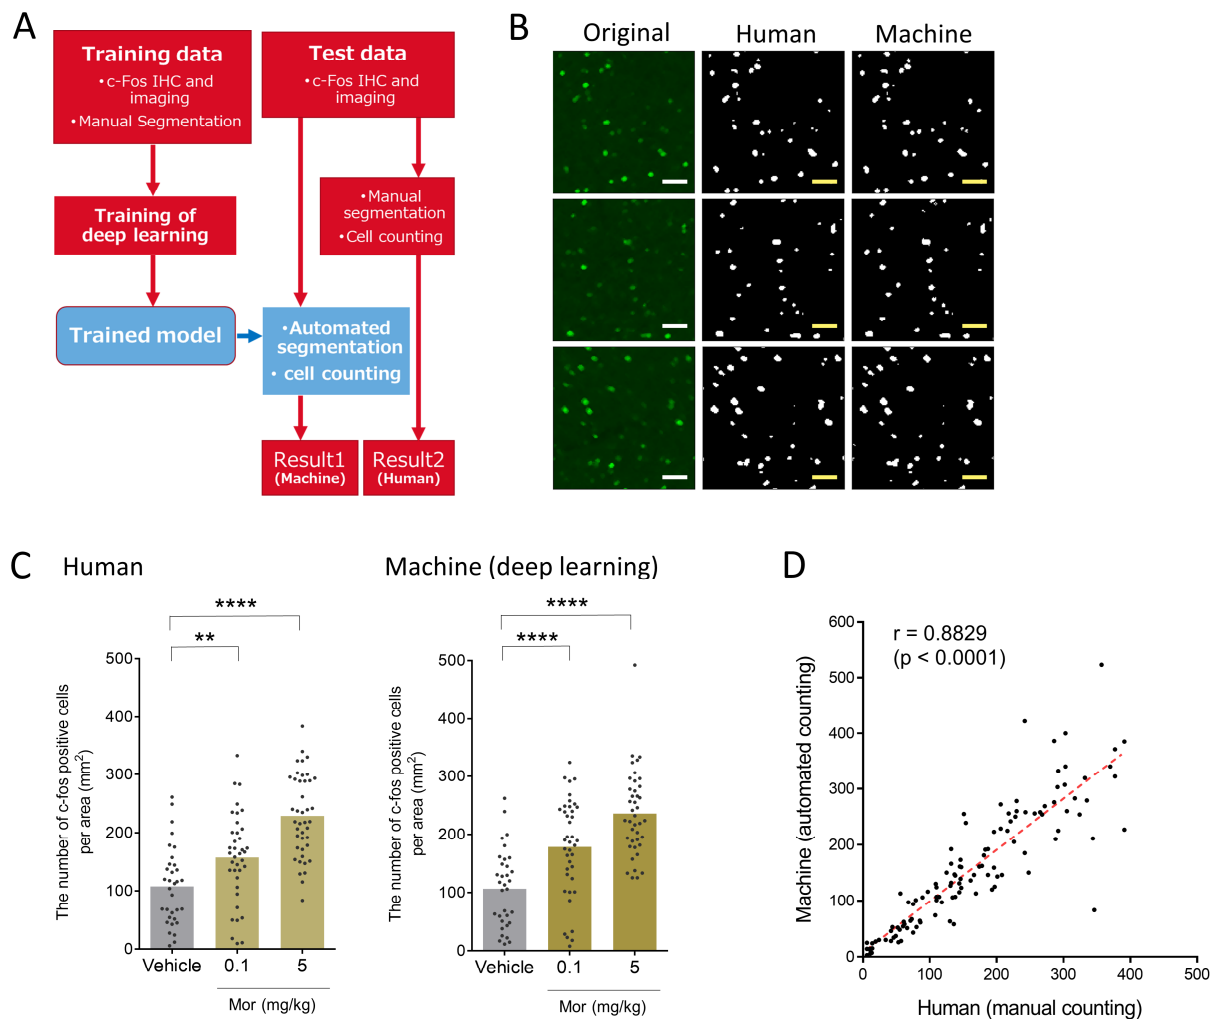 A
Training data
•c-Fos IHC and
imaging
•Manual Segmentation
Test data
•c-Fos IHC and
imaging
Training of
deep learning
•Manual
segmentation
•Cell counting
Trained model
•Automated
segmentation
• cell counting
Result1
(Machine)
Result2
(Human)
B
Original
Human
Machine
C
Human
****
**
The number of c-fos positive cells
per area (mm²)
500
400
300
200
100
0
Vehicle
0.1
5
Mor (mg/kg)
Machine (deep learning)
****
****
The number of c-fos positive cells
per area (mm²)
500
400
300
200
100
0
Vehicle
0.1
5
Mor (mg/kg)
D
r = 0.8829
(p < 0.0001)
Machine (automated counting)
600
500
400
300
200
100
0
0
100
200
300
400
500
Human (manual counting)